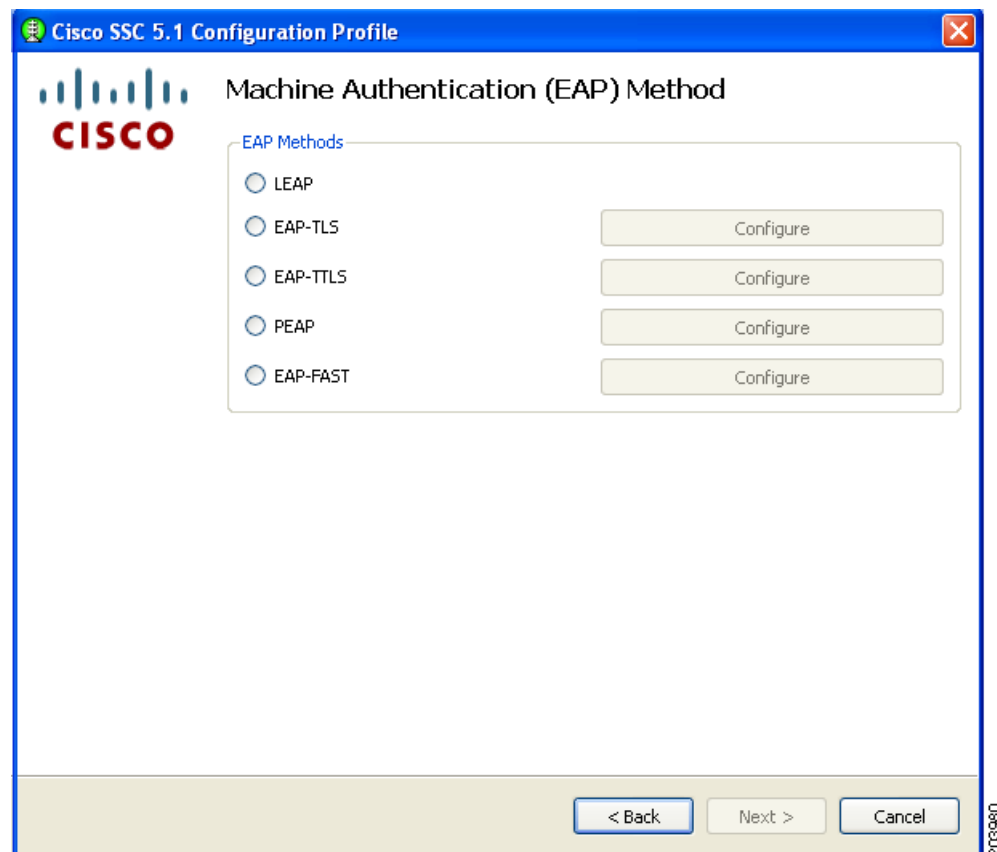 Cisco SSC 5.1 Configuration Profile
CISCO
Machine Authentication (EAP) Method
EAP Methods
LEAP
EAP-TLS Configure
EAP-TTLS Configure
PEAP Configure
EAP-FAST Configure
< Back Next > Cancel
203980